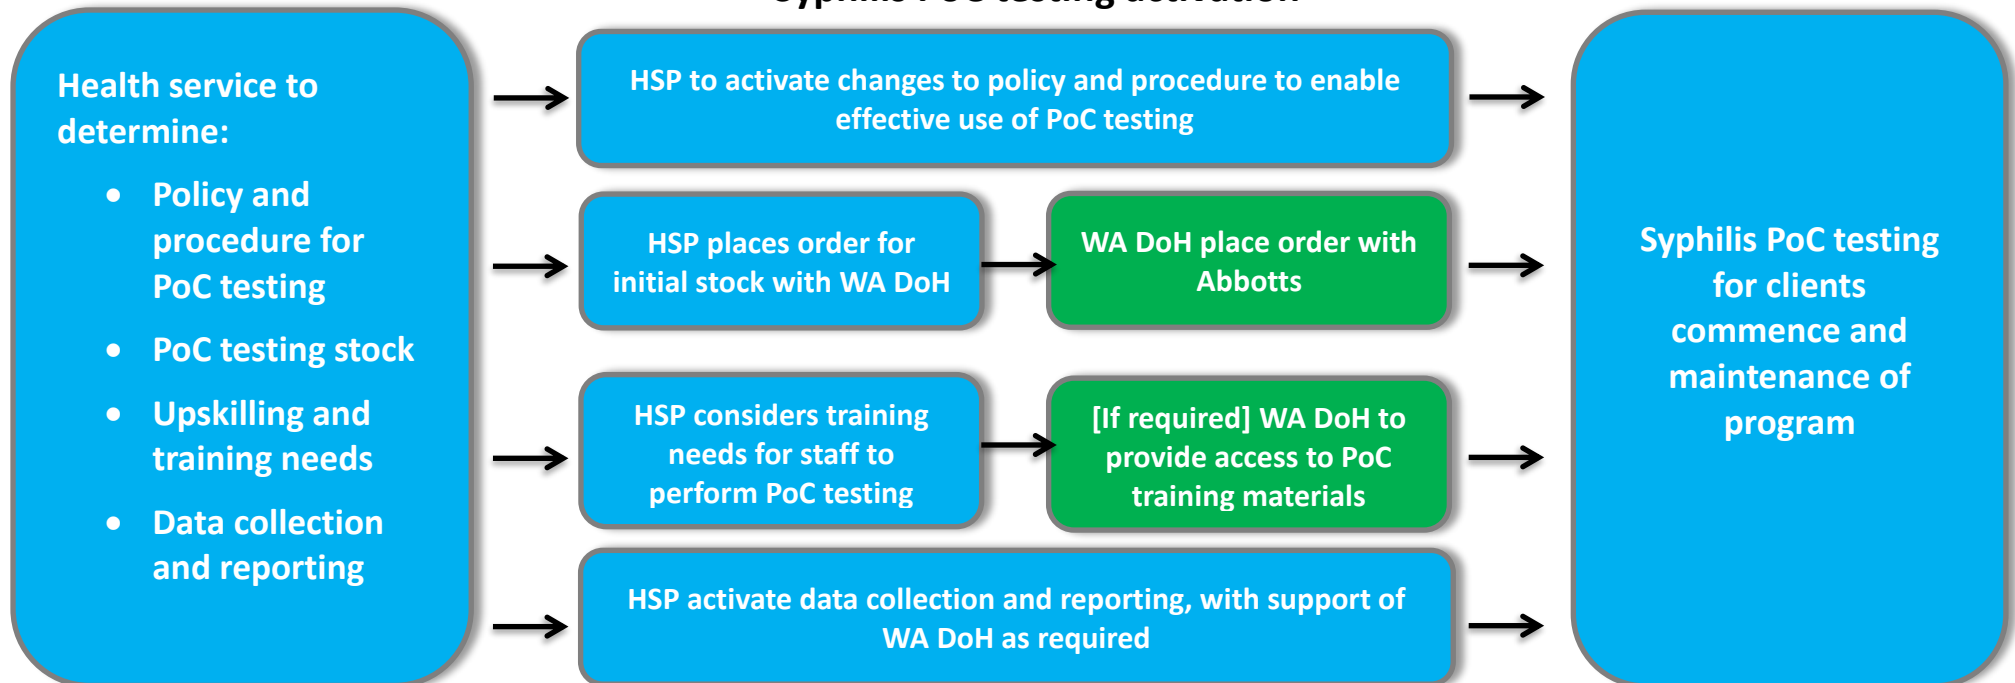 Syphilis PoC testing activation
Health service to
determine:
• Policy and
procedure for
PoC testing
• PoC testing stock
• Upskilling and
training needs
• Data collection
and reporting
HSP to activate changes to policy and procedure to enable
effective use of PoC testing
HSP places order for
initial stock with WA DoH
WA DoH place order with
Abbotts
HSP considers training
needs for staff to
perform PoC testing
[If required] WA DoH to
provide access to PoC
training materials
HSP activate data collection and reporting, with support of
WA DoH as required
Syphilis PoC testing
for clients
commence and
maintenance of
program